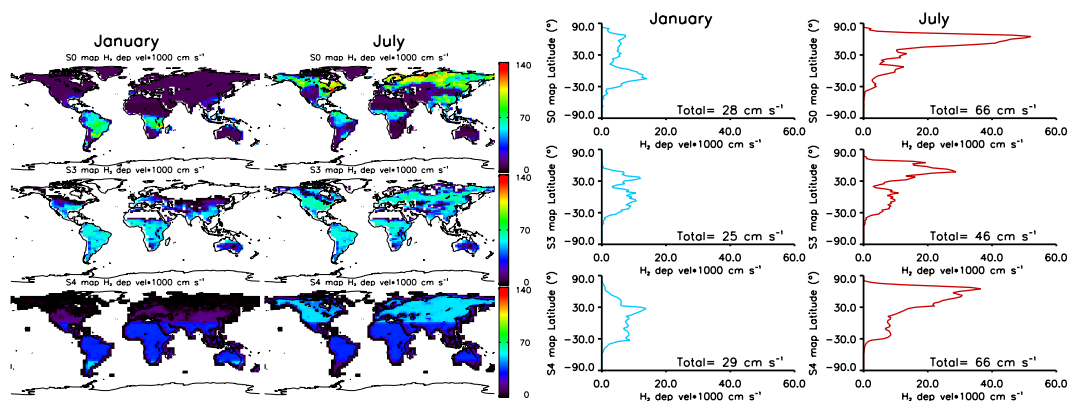 January
July
S0 map H₂ dep vel*1000 cm s⁻¹
S0 map H₂ dep vel*1000 cm s⁻¹
140
70
0
S3 map H₂ dep vel*1000 cm s⁻¹
S3 map H₂ dep vel*1000 cm s⁻¹
140
70
0
S4 map H₂ dep vel*1000 cm s⁻¹
S4 map H₂ dep vel*1000 cm s⁻¹
140
70
0
January
S0 map Latitude (°)
90.0
30.0
-30.0
-90.0
Total= 28 cm s⁻¹
0 20.0 40.0 60.0
H₂ dep vel*1000 cm s⁻¹
July
S0 map Latitude (°)
90.0
30.0
-30.0
-90.0
Total= 66 cm s⁻¹
0.0 20.0 40.0 60.0
H₂ dep vel*1000 cm s⁻¹
S3 map Latitude (°)
90.0
30.0
-30.0
-90.0
Total= 25 cm s⁻¹
0 20.0 40.0 60.0
H₂ dep vel*1000 cm s⁻¹
S3 map Latitude (°)
90.0
30.0
-30.0
-90.0
Total= 46 cm s⁻¹
0.0 20.0 40.0 60.0
H₂ dep vel*1000 cm s⁻¹
S4 map Latitude (°)
90.0
30.0
-30.0
-90.0
Total= 29 cm s⁻¹
0 20.0 40.0 60.0
H₂ dep vel*1000 cm s⁻¹
S4 map Latitude (°)
90.0
30.0
-30.0
-90.0
Total= 66 cm s⁻¹
0.0 20.0 40.0 60.0
H₂ dep vel*1000 cm s⁻¹